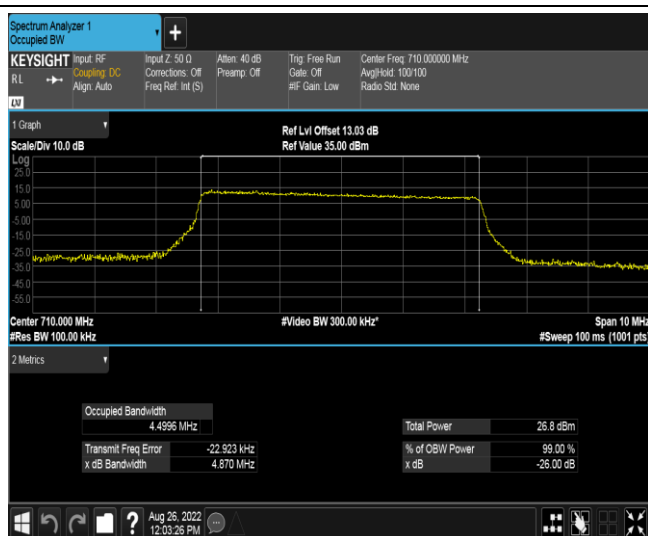 Spectrum Analyzer 1
Occupied BW
KEYSIGHT Input: RF Input Z: 50 Ω Atten: 40 dB Trig: Free Run Center Freq: 710.000000 MHz
RL Coupling: DC Corrections: Off Preamp: Off Gate: Off Avg|Hold: 100/100
Align: Auto Freq Ref: Int (S) #IF Gain: Low Radio Std: None
LXI
1 Graph
Ref Lvl Offset 13.03 dB
Scale/Div 10.0 dB Ref Value 35.00 dBm
Log
25.0
15.0
5.00
-5.00
-15.0
-25.0
-35.0
-45.0
-55.0
Center 710.000 MHz #Video BW 300.00 kHz* Span 10 MHz
#Res BW 100.00 kHz #Sweep 100 ms (1001 pts)
2 Metrics
Occupied Bandwidth
4.4996 MHz Total Power 26.8 dBm
Transmit Freq Error -22.923 kHz % of OBW Power 99.00 %
x dB Bandwidth 4.870 MHz x dB -26.00 dB
? Aug 26, 2022
12:03:26 PM